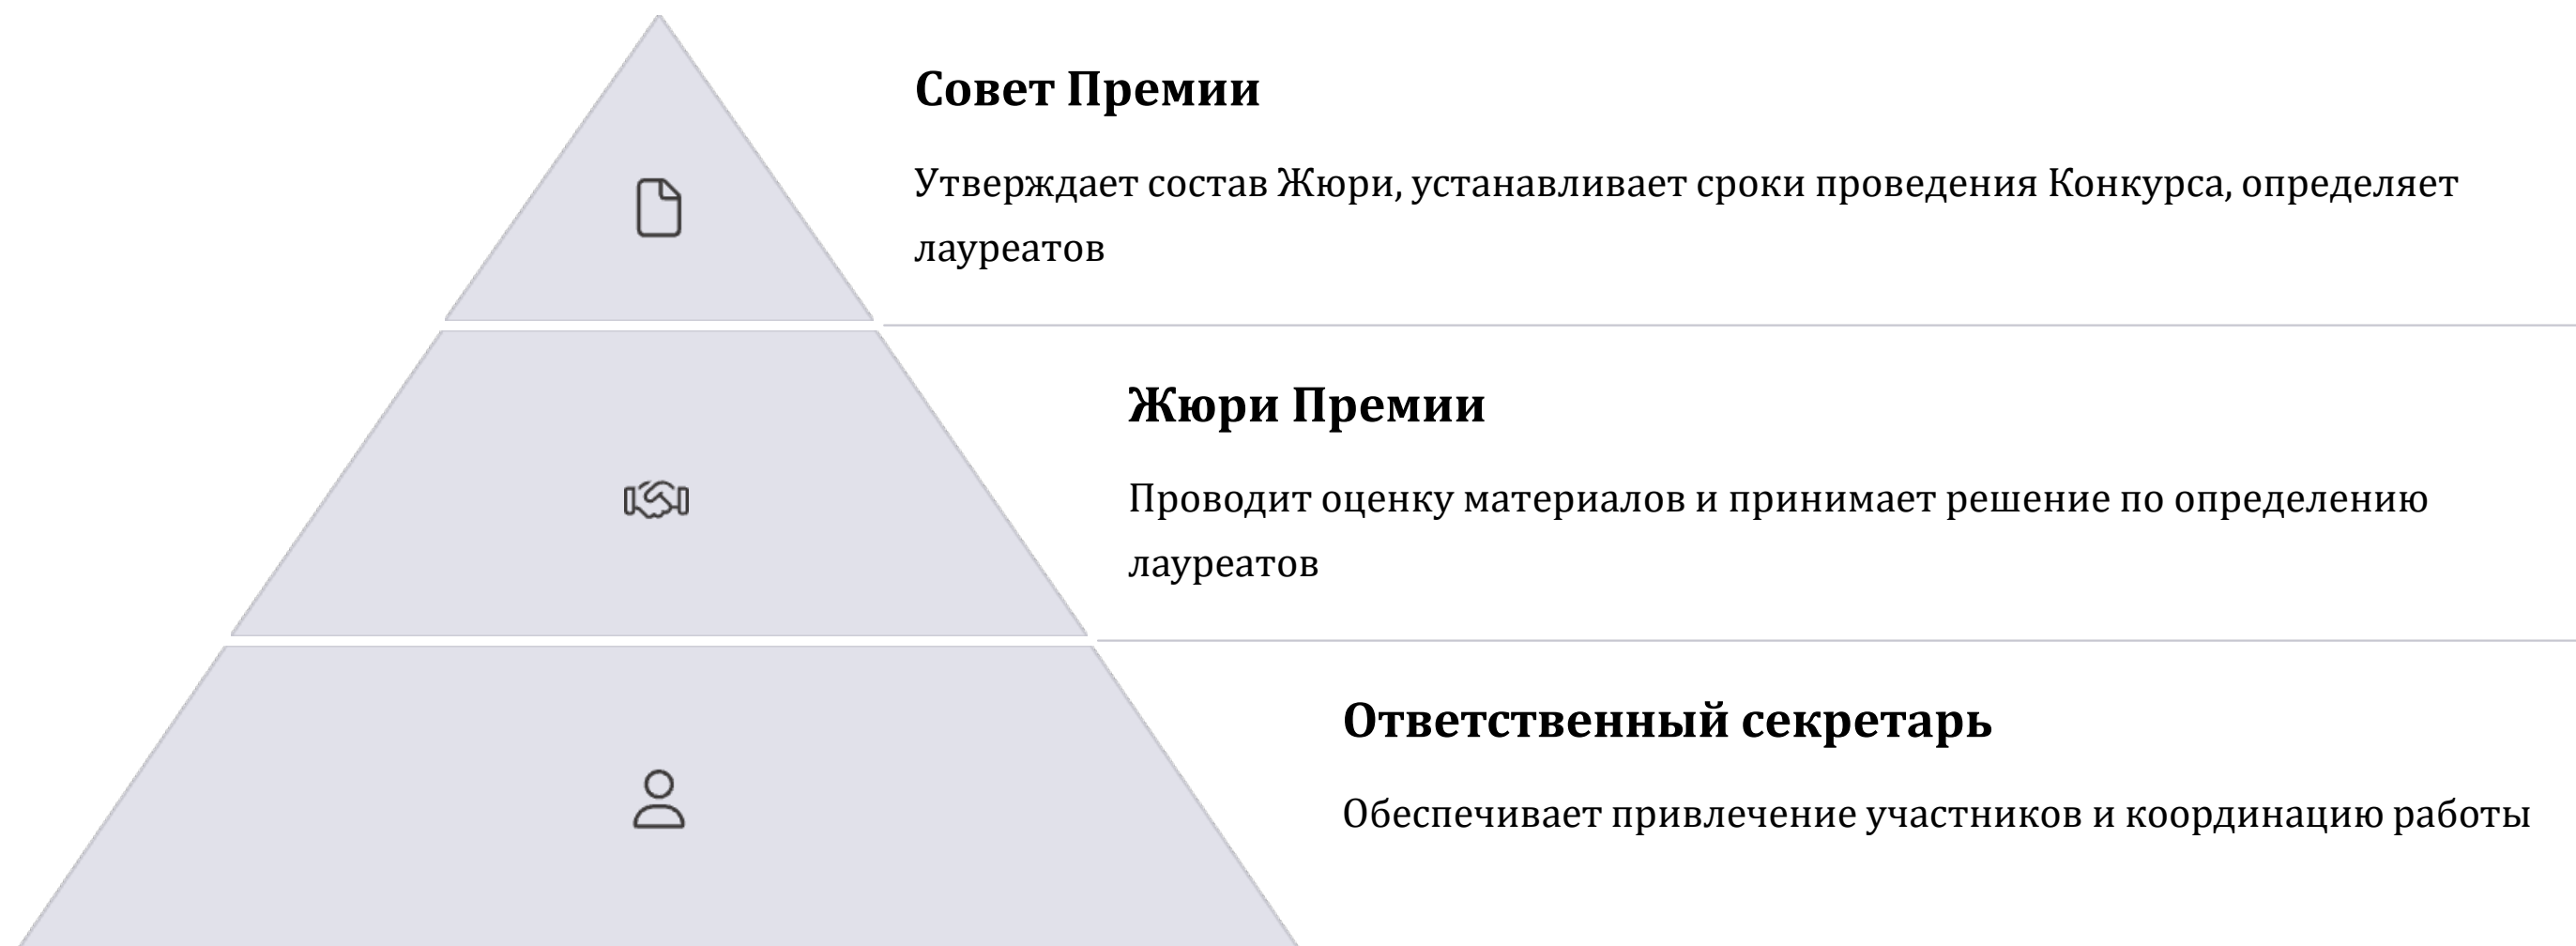 Совет Премии
Утверждает состав Жюри, устанавливает сроки проведения Конкурса, определяет
лауреатов
Жюри Премии
Проводит оценку материалов и принимает решение по определению
лауреатов
Ответственный секретарь
Обеспечивает привлечение участников и координацию работы